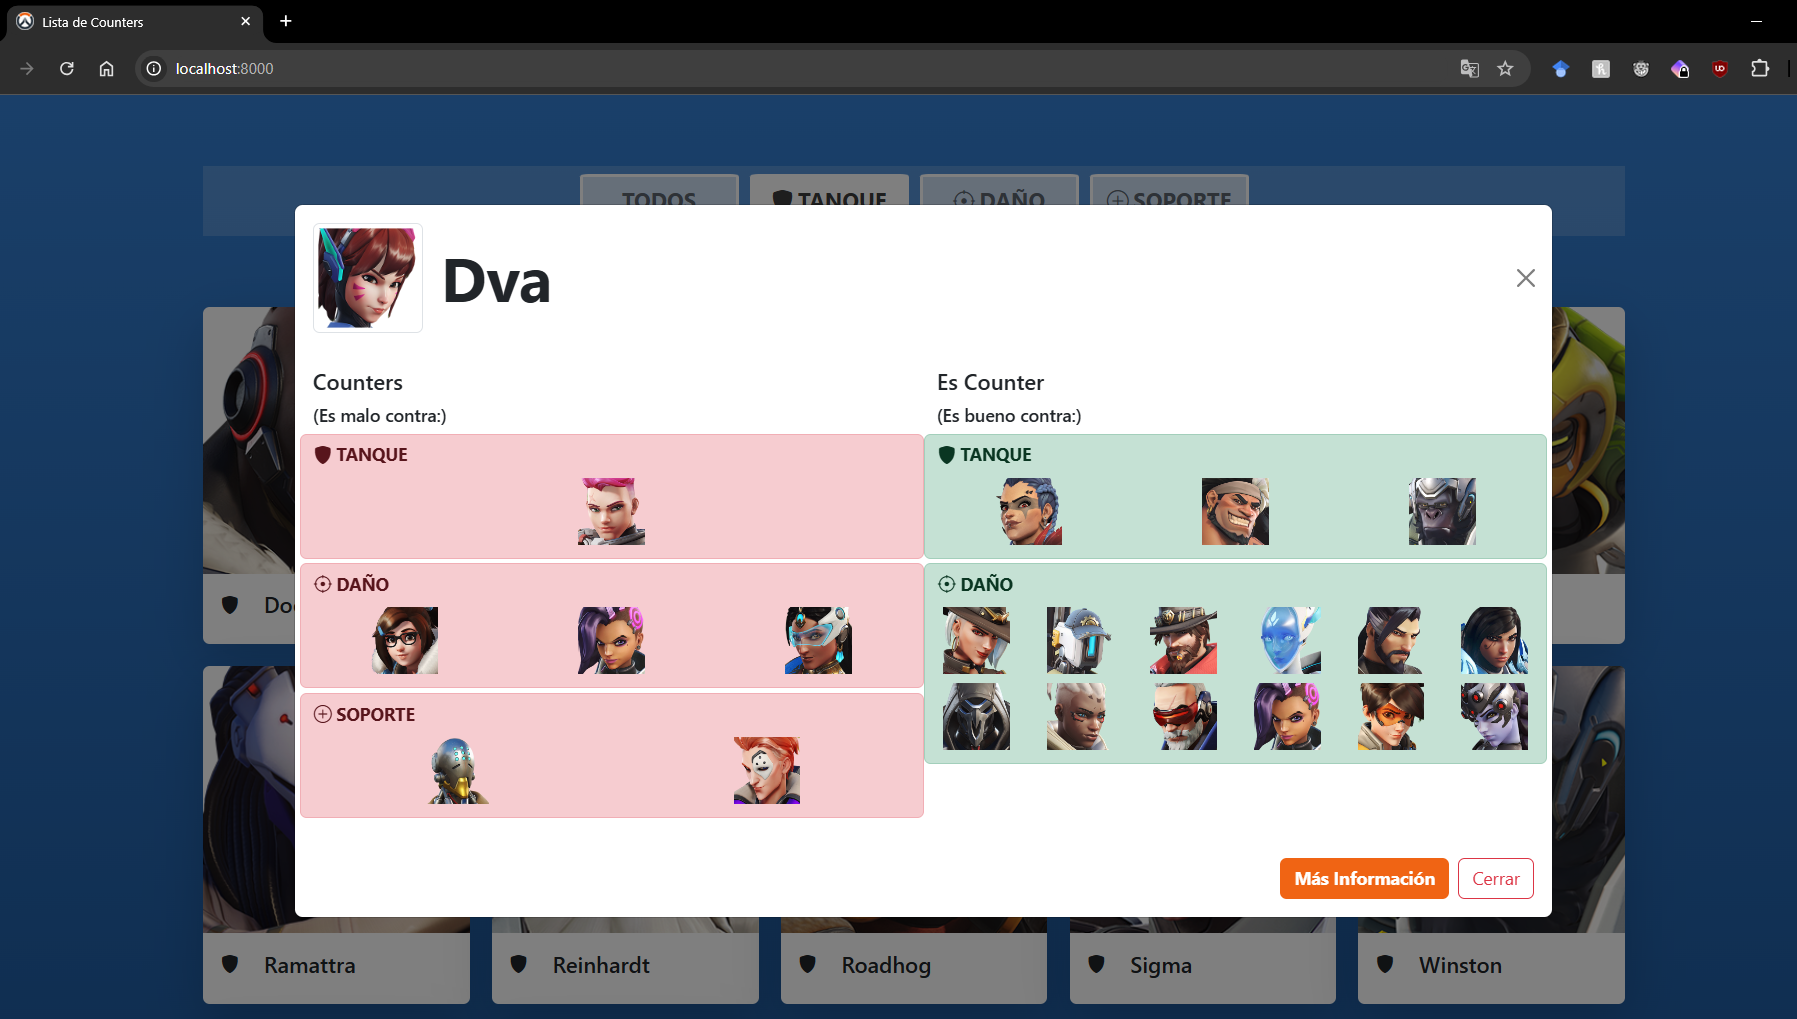 Lista de Counters
localhost:8000
TODOS
TANQUE
DAÑO
SOPORTE
Dva
Counters
(Es malo contra:)
TANQUE
DAÑO
SOPORTE
Es Counter
(Es bueno contra:)
TANQUE
DAÑO
Más Información
Cerrar
Ramattra
Reinhardt
Roadhog
Sigma
Winston